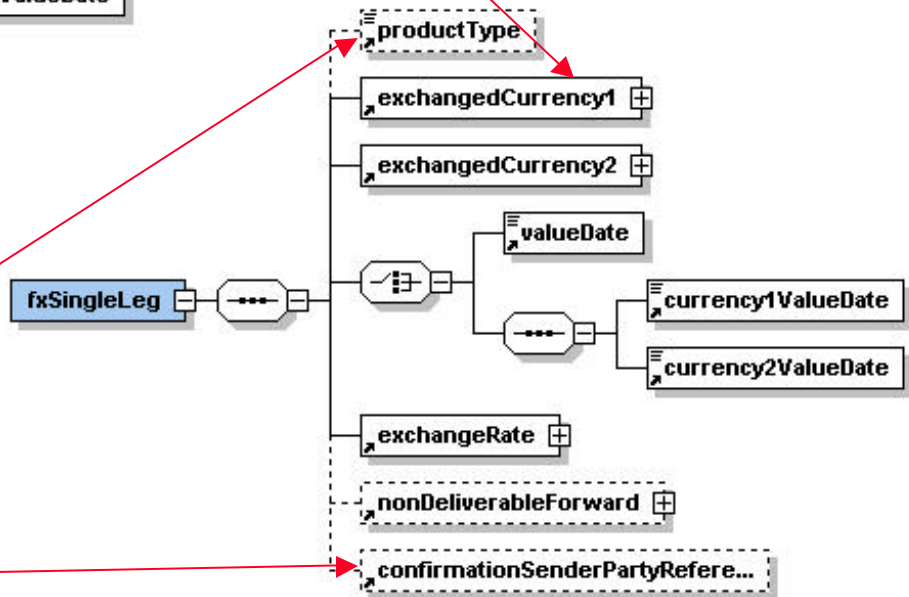 productType
exchangedCurrency1
exchangedCurrency2
valueDate
fxSingleLeg
currency1ValueDate
currency2ValueDate
exchangeRate
nonDeliverableForward
confirmationSenderPartyRefere...